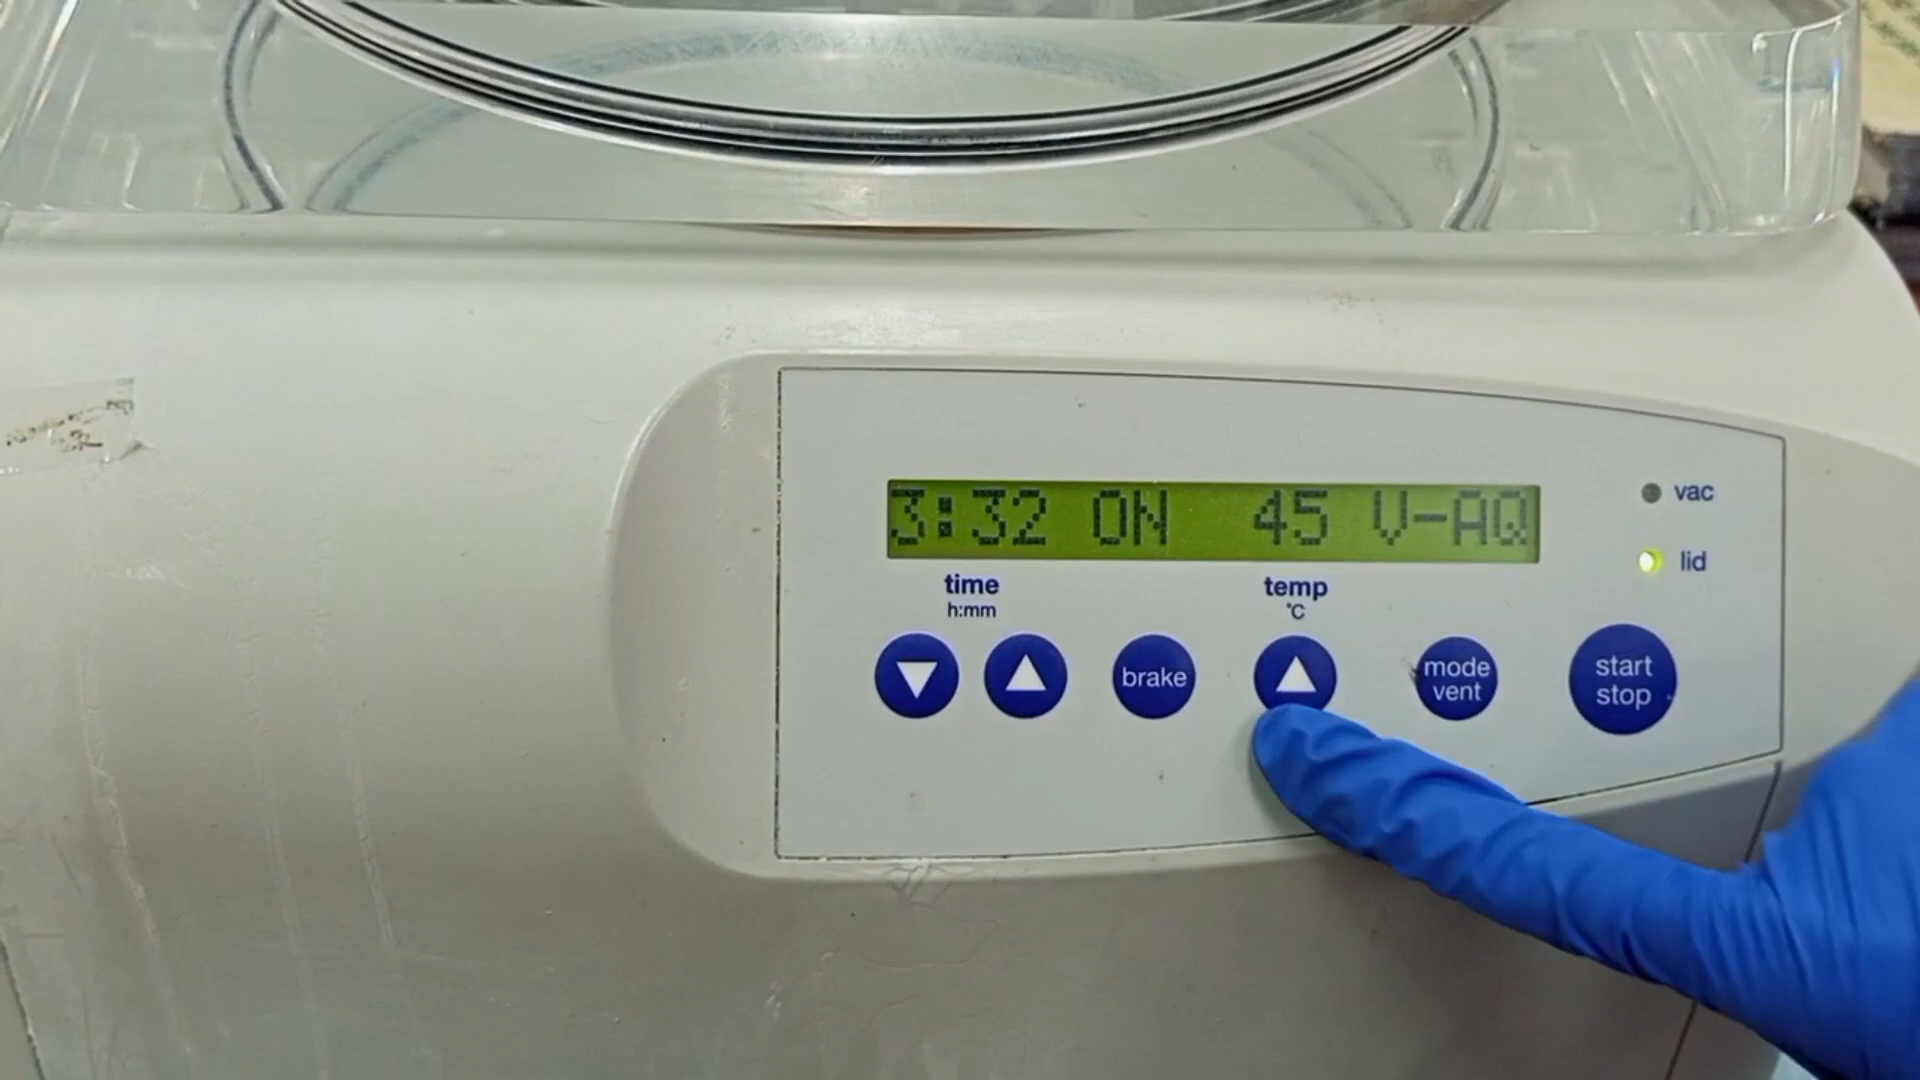 3:32 ON 45 V-AQ
vac
lid
time
h:mm
temp
°C
brake
mode
vent
start
stop